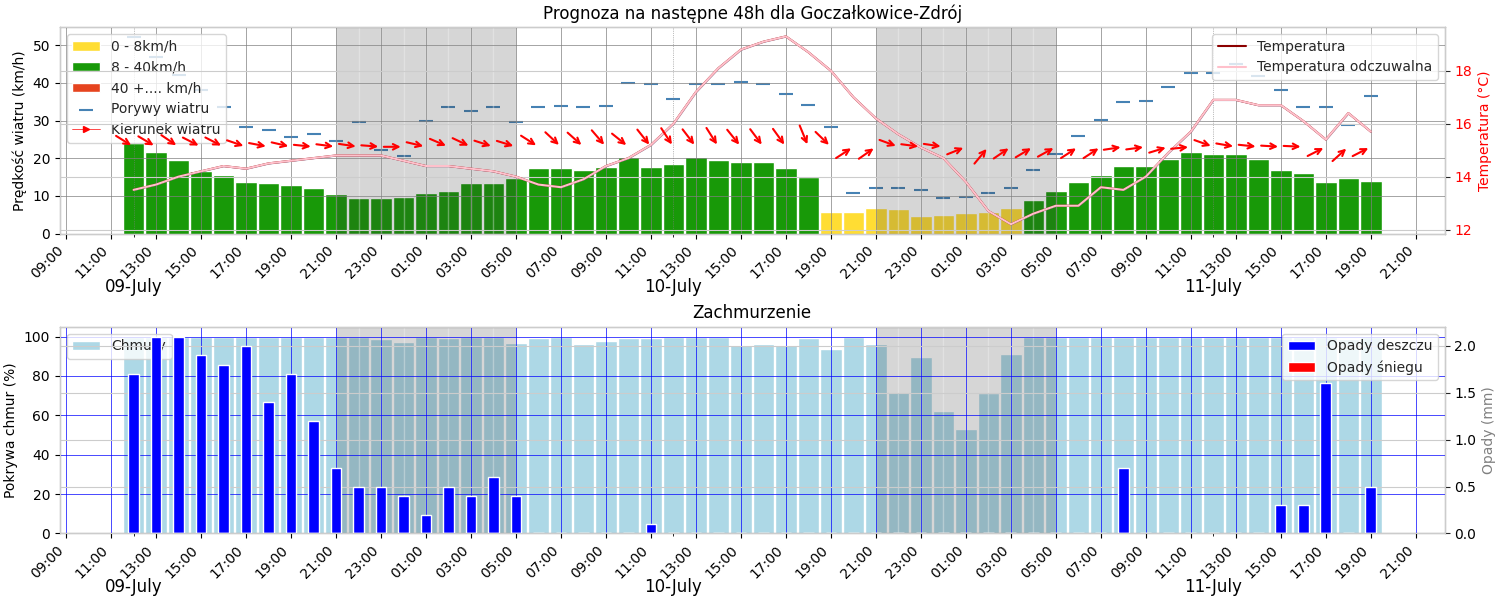 Prognoza na następne 48h dla Goczałkowice-Zdrój
Prędkość wiatru (km/h)
50
40
30
20
10
0
0 - 8km/h
8 - 40km/h
40 +.... km/h
Porywy wiatru
Kierunek wiatru
Temperatura
Temperatura odczuwalna
18
16
14
12
Temperatura (°C)
09:00 11:00 13:00 15:00 17:00 19:00 21:00 23:00 01:00 03:00 05:00 07:00 09:00 11:00 13:00 15:00 17:00 19:00 21:00 23:00 01:00 03:00 05:00 07:00 09:00 11:00 13:00 15:00 17:00 19:00 21:00
09-July 10-July 11-July
Zachmurzenie
Pokrywa chmur (%)
100
80
60
40
20
0
Chmury
Opady deszczu
Opady śniegu
2.0
1.5
1.0
0.5
0.0
Opady (mm)
09:00 11:00 13:00 15:00 17:00 19:00 21:00 23:00 01:00 03:00 05:00 07:00 09:00 11:00 13:00 15:00 17:00 19:00 21:00 23:00 01:00 03:00 05:00 07:00 09:00 11:00 13:00 15:00 17:00 19:00 21:00
09-July 10-July 11-July